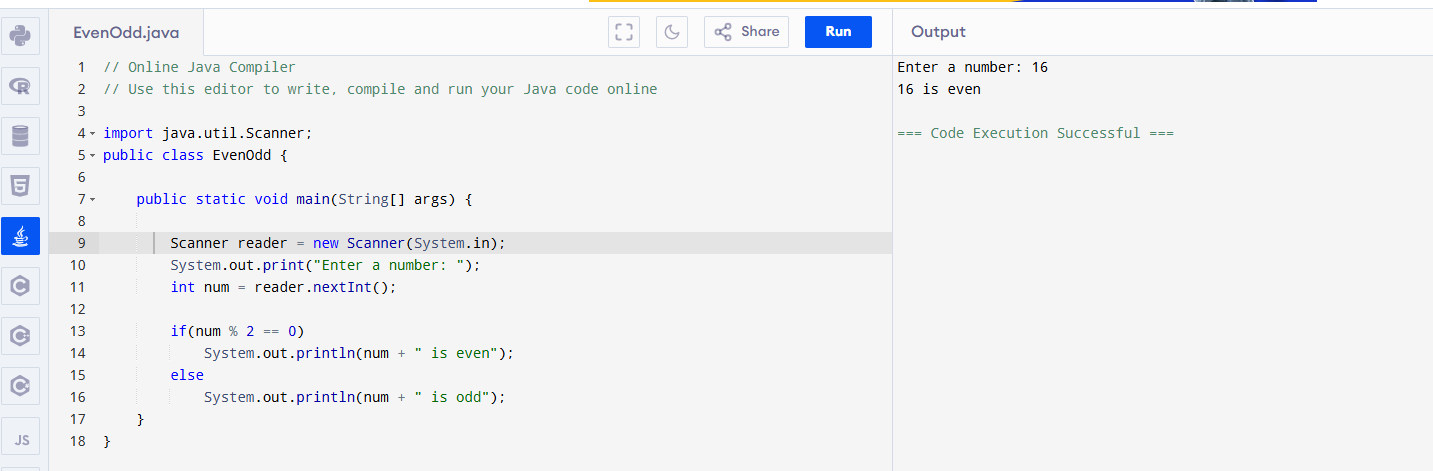 EvenOdd.java
Share
Run
Output
1 // Online Java Compiler
2 // Use this editor to write, compile and run your Java code online
3
4 import java.util.Scanner;
5 public class EvenOdd {
6
7 public static void main(String[] args) {
8
9 Scanner reader = new Scanner(System.in);
10 System.out.print("Enter a number: ");
11 int num = reader.nextInt();
12
13 if(num % 2 == 0)
14 System.out.println(num + " is even");
15 else
16 System.out.println(num + " is odd");
17 }
18 }
Enter a number: 16
16 is even
=== Code Execution Successful ===
R
5
C
C
C
JS